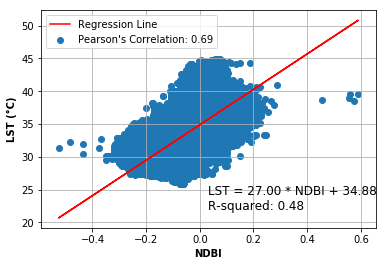 Regression Line
Pearson's Correlation: 0.69
50
45
40
35
30
25
20
LST (°C)
LST = 27.00 * NDBI + 34.88
R-squared: 0.48
−0.4
−0.2
0.0
0.2
0.4
0.6
NDBI